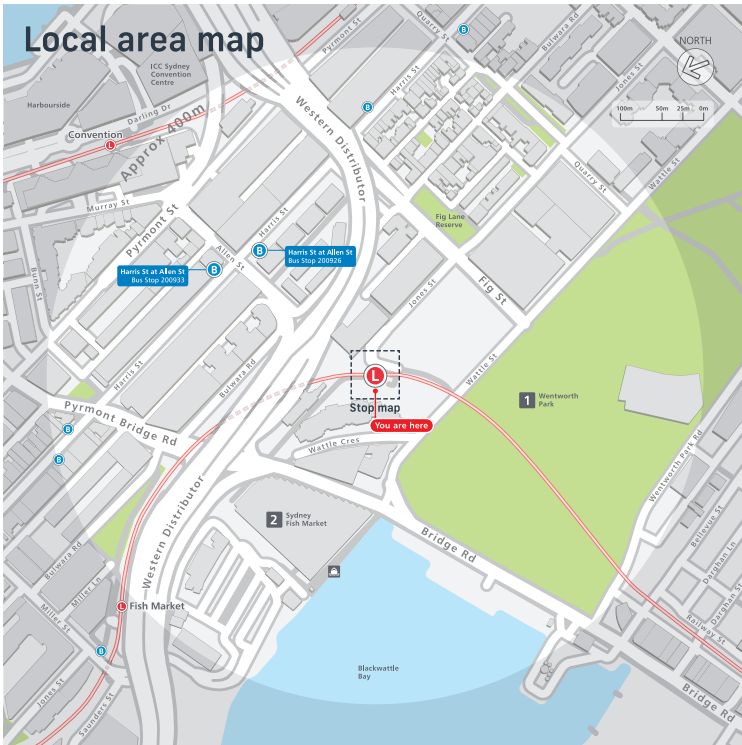 Local area map
NORTH
100m 50m 25m 0m
ICC Sydney
Convention
Centre
Harbourside
Darling Dr
Convention
L
Approx 400m
Pyrmont St
Quarry St
B
Bulwara Rd
Jones St
Harris St
B
Western Distributor
Wattle St
Quarry St
Murray St
Pyrmont St
Bunn St
Allen St
Harris St
B
Harris St at Allen St
Bus Stop 200926
Harris St at Allen St
Bus Stop 200933
B
Fig Lane
Reserve
Fig St
Jones St
Harris St
Bulwara Rd
L
Stop map
You are here
Wattle St
1
Wentworth
Park
Pyrmont Bridge Rd
B
B
Wattle Cres
Wentworth Park Rd
Western Distributor
2
Sydney
Fish Market
Bridge Rd
Bellevue St
Darghan Ln
Darghan St
Railway St
Bulwara Rd
Miller Ln
L
Fish Market
Miller St
B
Jones St
Saunders St
Blackwattle
Bay
Bridge Rd